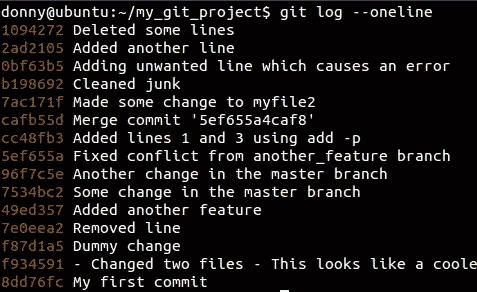 donny@ubuntu:~/my_git_project$ git log --oneline
1094272 Deleted some lines
2ad2105 Added another line
0bf63b5 Adding unwanted line which causes an error
b198692 Cleaned junk
7ac171f Made some change to myfile2
cafb55d Merge commit '5ef655a4caf8'
cc48fb3 Added lines 1 and 3 using add -p
5ef655a Fixed conflict from another_feature branch
96f7c5e Another change in the master branch
7534bc2 Some change in the master branch
49ed357 Added another feature
7e0eea2 Removed line
f87d1a5 Dummy change
f934591 - Changed two files - This looks like a coole
8dd76fc My first commit